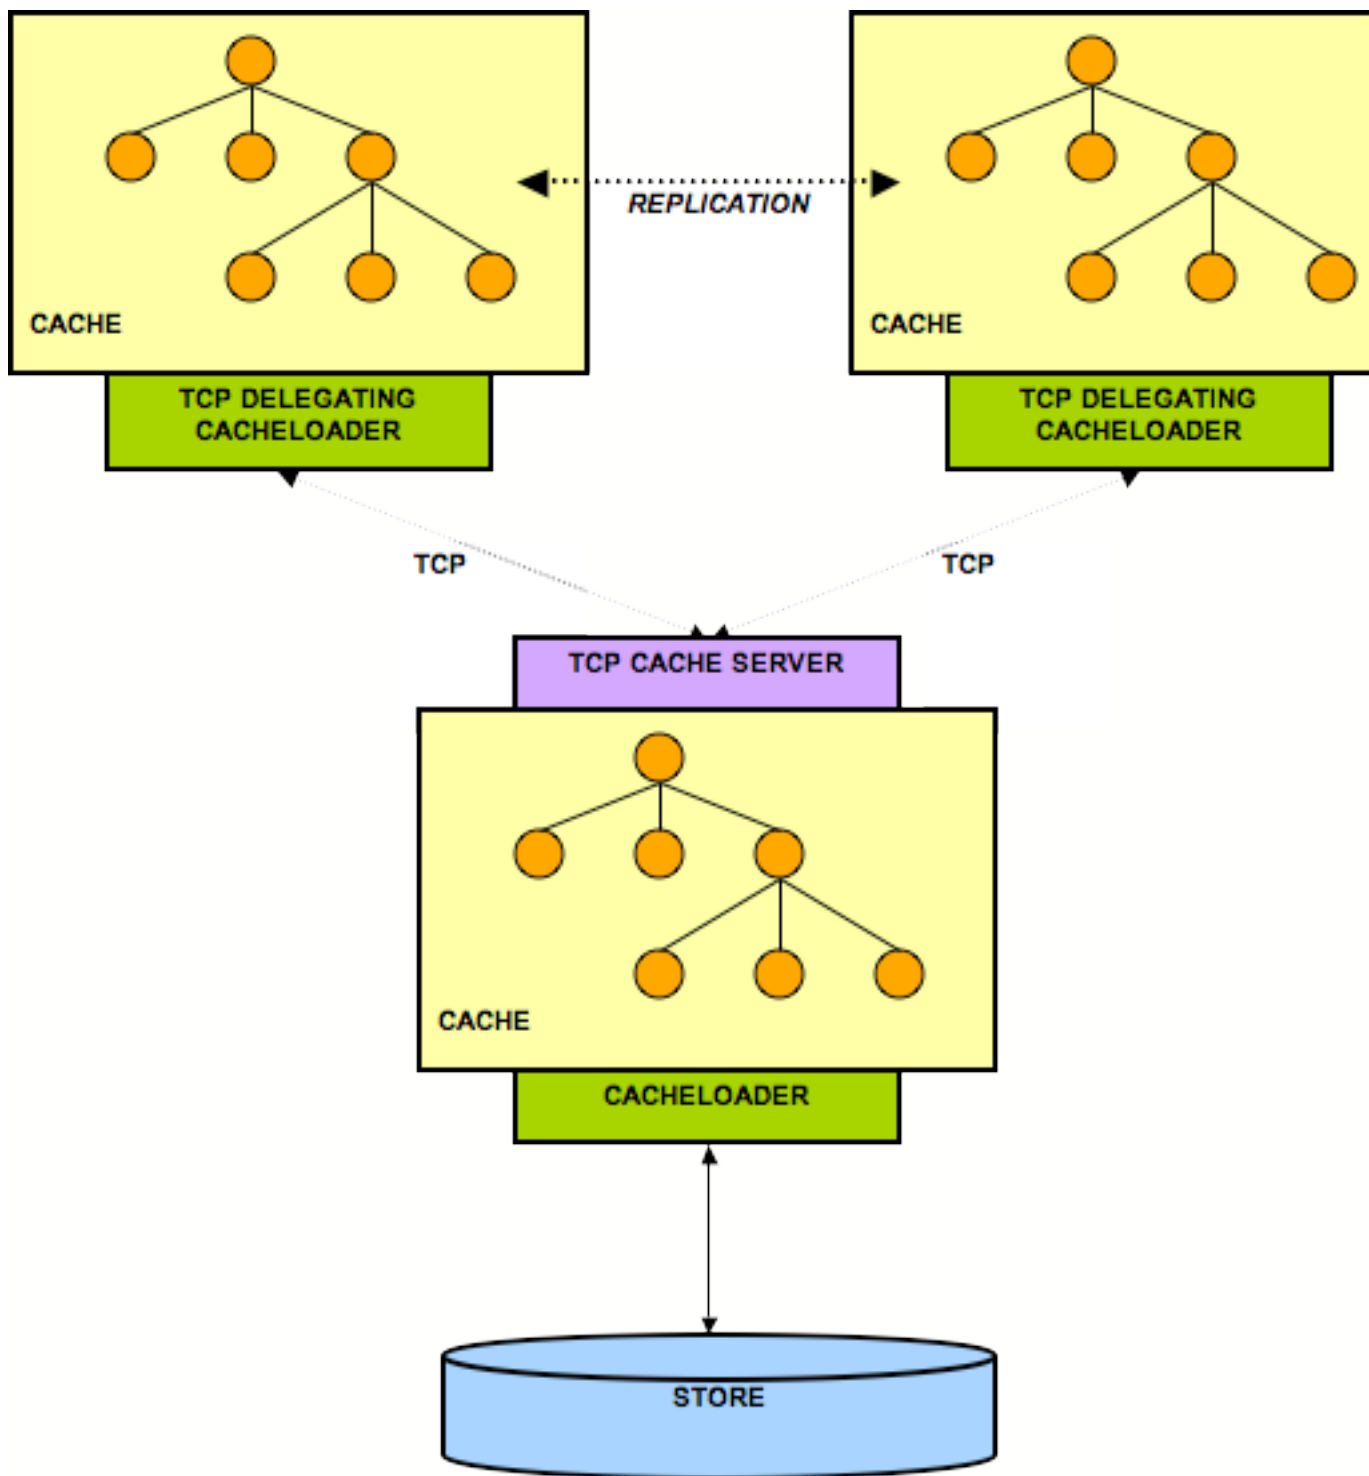 REPLICATION
CACHE
CACHE
TCP DELEGATING
CACHELOADER
TCP DELEGATING
CACHELOADER
TCP
TCP
TCP CACHE SERVER
CACHE
CACHELOADER
STORE